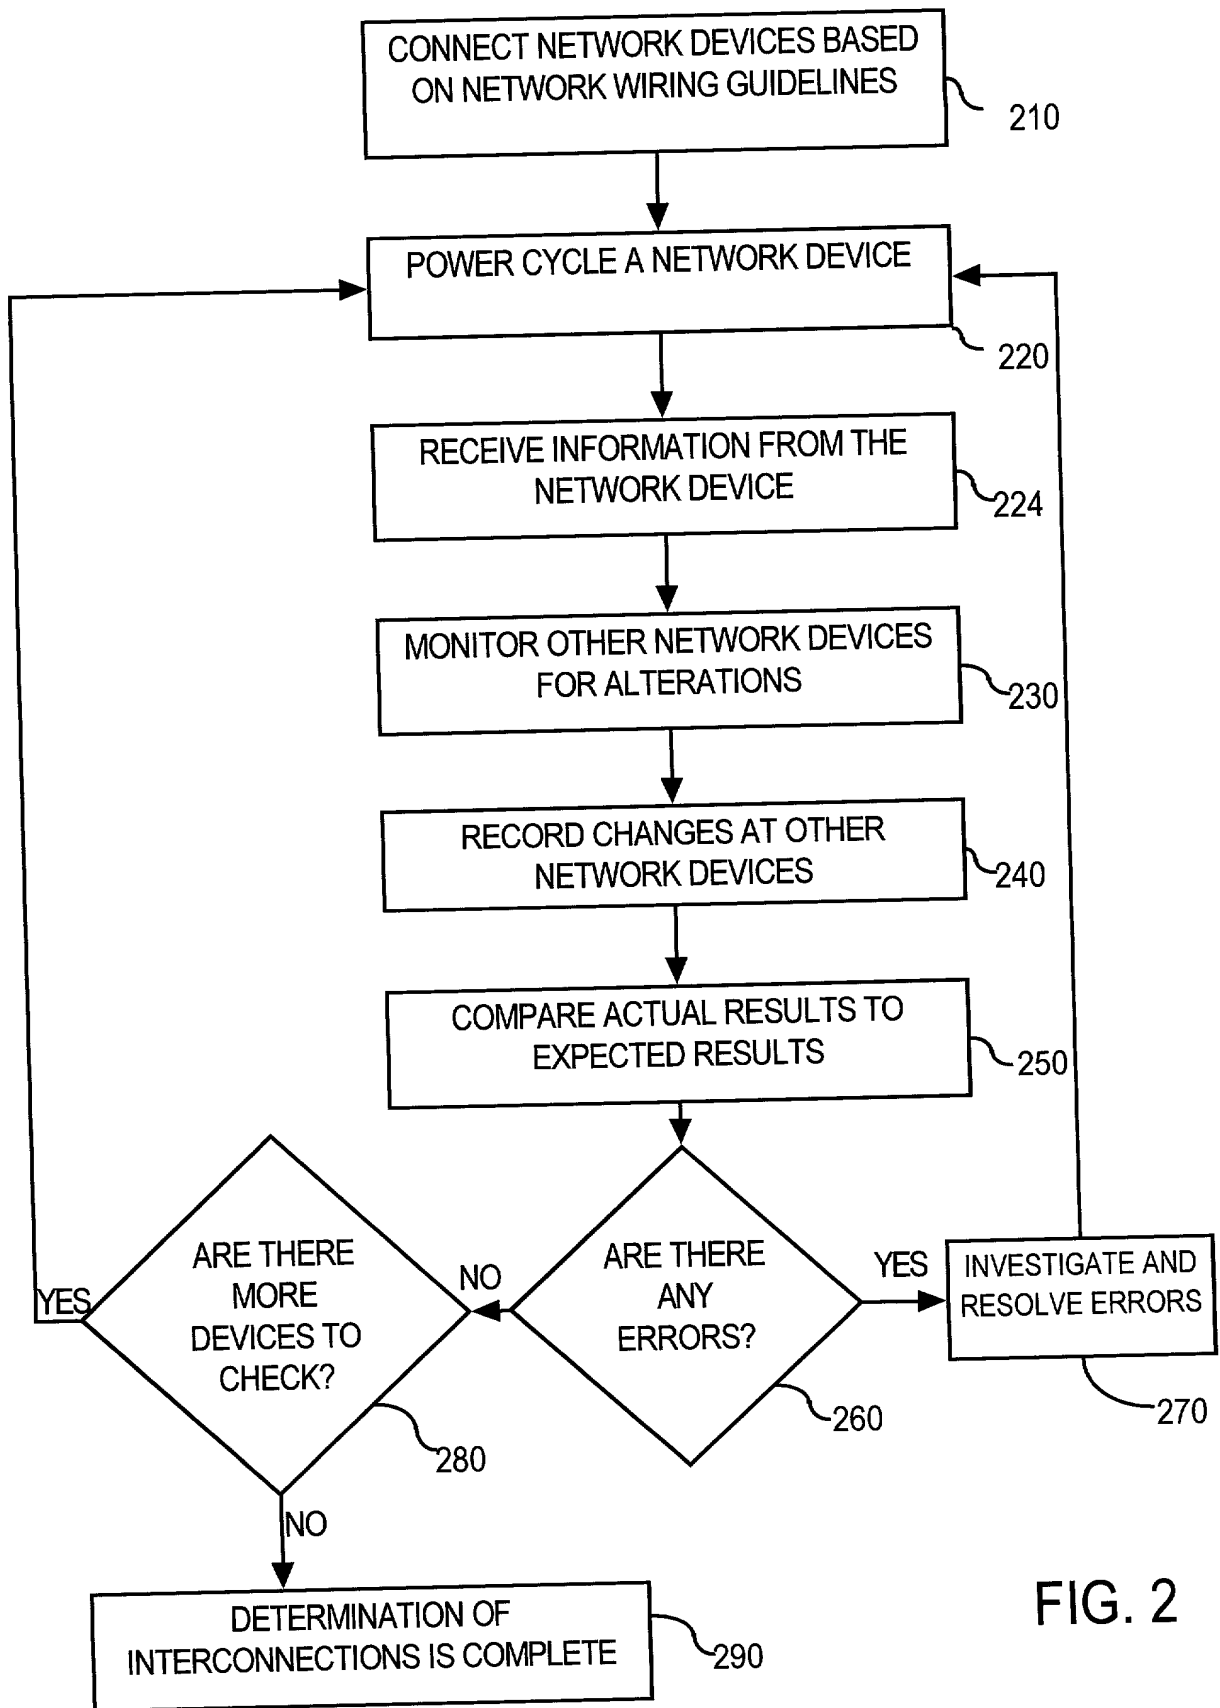 CONNECT NETWORK DEVICES BASED
ON NETWORK WIRING GUIDELINES
210
POWER CYCLE A NETWORK DEVICE
220
RECEIVE INFORMATION FROM THE
NETWORK DEVICE
224
MONITOR OTHER NETWORK DEVICES
FOR ALTERATIONS
230
RECORD CHANGES AT OTHER
NETWORK DEVICES
240
COMPARE ACTUAL RESULTS TO
EXPECTED RESULTS
250
ARE THERE
ANY
ERRORS?
260
YES
INVESTIGATE AND
RESOLVE ERRORS
270
NO
ARE THERE
MORE
DEVICES TO
CHECK?
280
YES
NO
DETERMINATION OF
INTERCONNECTIONS IS COMPLETE
290
FIG. 2